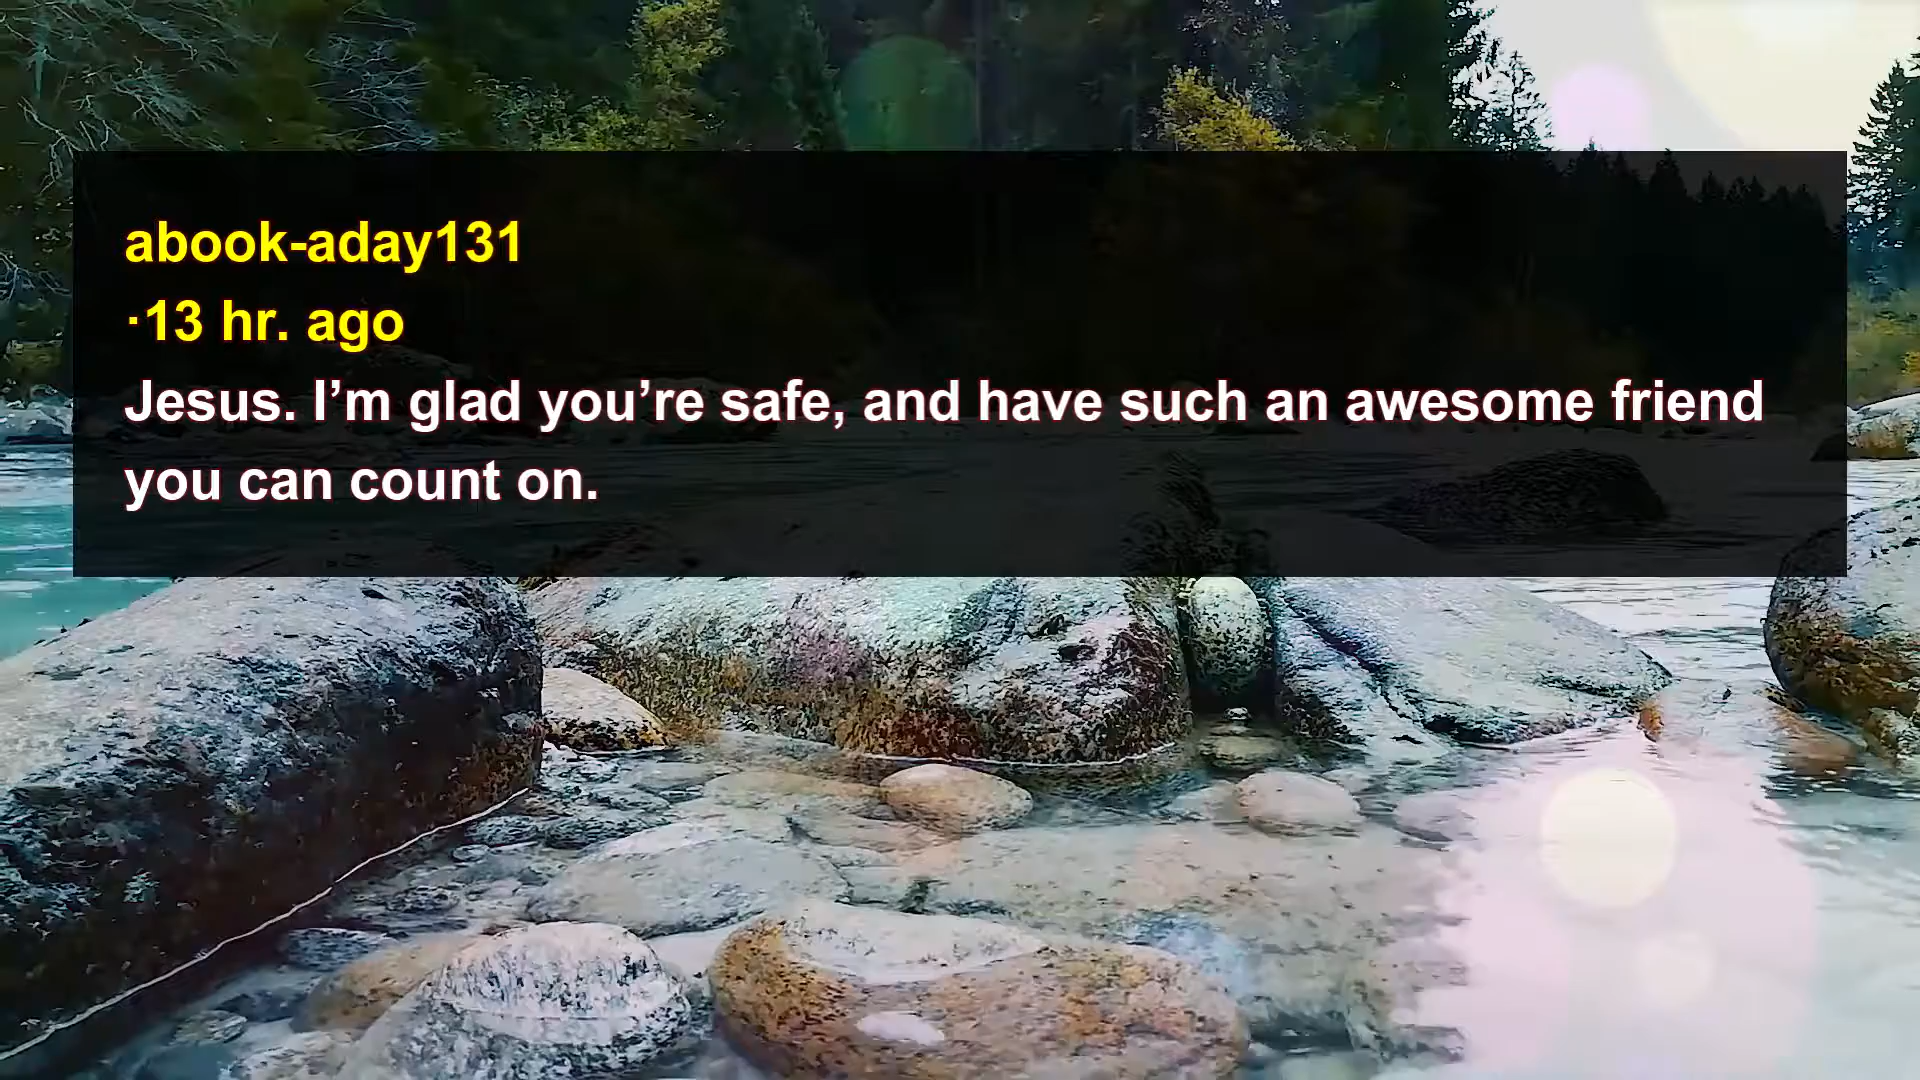 abook-aday131
·13 hr. ago
Jesus. I’m glad you’re safe, and have such an awesome friend
you can count on.